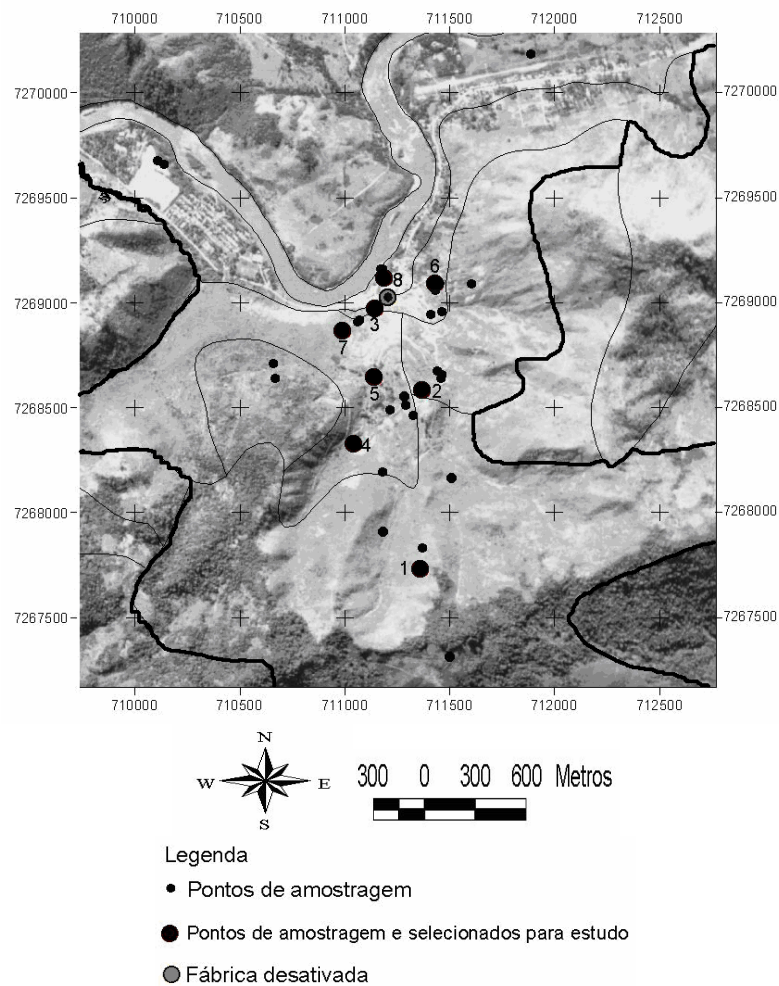 710000 710500 711000 711500 712000 712500
7270000 7270000
7269500 7269500
8 6
7269000 7269000
3
7
5 2
7268500 7268500
4
7268000 7268000
1
7267500 7267500
710000 710500 711000 711500 712000 712500
N
W E
S
300 0 300 600 Metros
Legenda
Pontos de amostragem
Pontos de amostragem e selecionados para estudo
Fábrica desativada